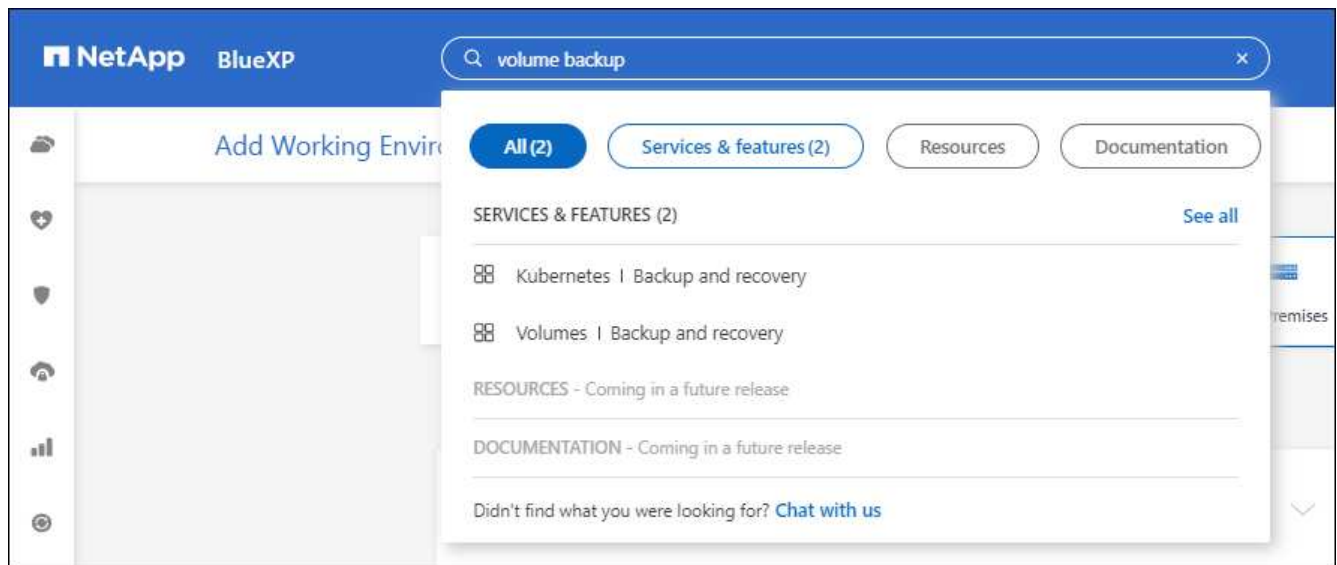 NetApp BlueXP
volume backup
Add Working Enviro
All (2)
Services & features (2)
Resources
Documentation
SERVICES & FEATURES (2)
See all
Kubernetes | Backup and recovery
Volumes | Backup and recovery
remises
RESOURCES - Coming in a future release
DOCUMENTATION - Coming in a future release
Didn't find what you were looking for? Chat with us